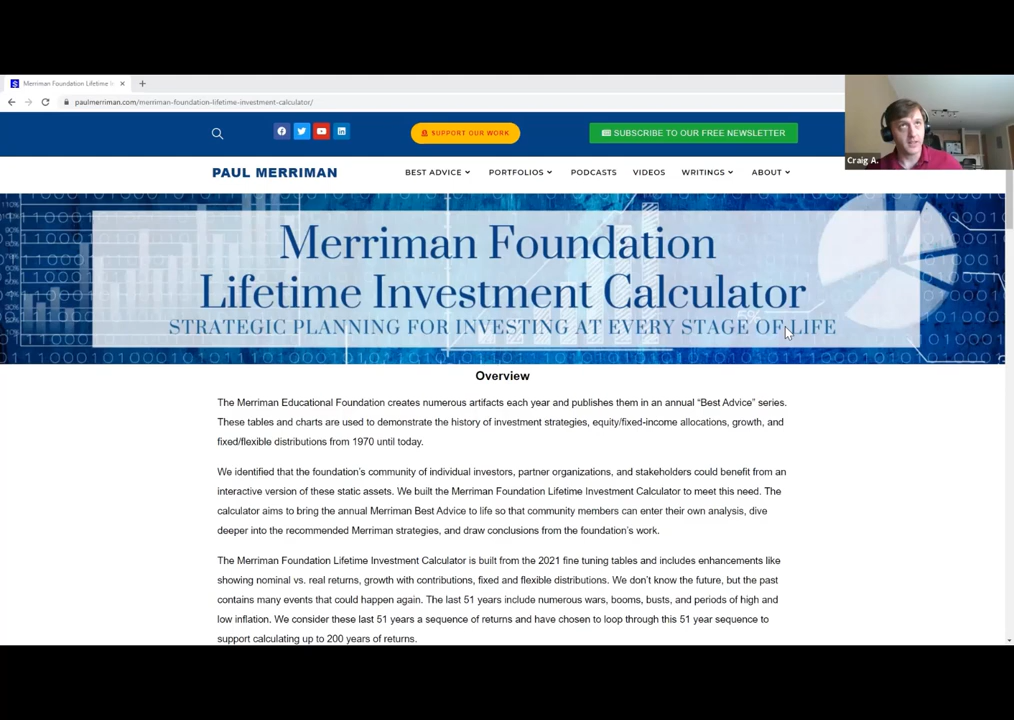 Merriman Foundation Lifetime I
paulmerriman.com/merriman-foundation-lifetime-investment-calculator/
SUPPORT OUR WORK
SUBSCRIBE TO OUR FREE NEWSLETTER
Craig A.
PAUL MERRIMAN
BEST ADVICE
PORTFOLIOS
PODCASTS
VIDEOS
WRITINGS
ABOUT
Merriman Foundation
Lifetime Investment Calculator
STRATEGIC PLANNING FOR INVESTING AT EVERY STAGE OF LIFE
Overview
The Merriman Educational Foundation creates numerous artifacts each year and publishes them in an annual “Best Advice” series.
These tables and charts are used to demonstrate the history of investment strategies, equity/fixed-income allocations, growth, and
fixed/flexible distributions from 1970 until today.
We identified that the foundation’s community of individual investors, partner organizations, and stakeholders could benefit from an
interactive version of these static assets. We built the Merriman Foundation Lifetime Investment Calculator to meet this need. The
calculator aims to bring the annual Merriman Best Advice to life so that community members can enter their own analysis, dive
deeper into the recommended Merriman strategies, and draw conclusions from the foundation’s work.
The Merriman Foundation Lifetime Investment Calculator is built from the 2021 fine tuning tables and includes enhancements like
showing nominal vs. real returns, growth with contributions, fixed and flexible distributions. We don’t know the future, but the past
contains many events that could happen again. The last 51 years include numerous wars, booms, busts, and periods of high and
low inflation. We consider these last 51 years a sequence of returns and have chosen to loop through this 51 year sequence to
support calculating up to 200 years of returns.